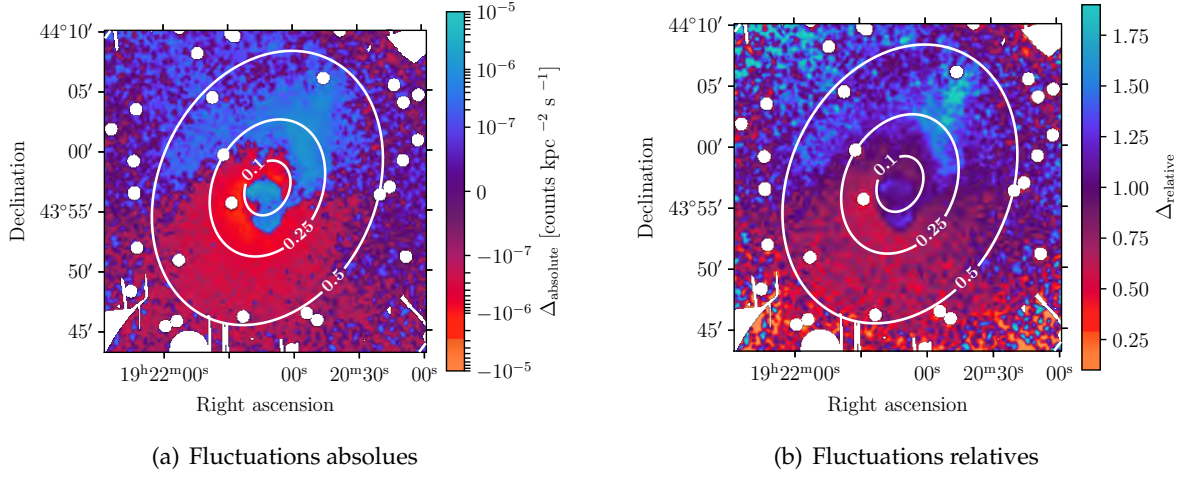 44°10′
05′
00′
43°55′
50′
45′
Declination
19ʰ22ᵐ00ˢ
00ˢ
20ᵐ30ˢ
00ˢ
Right ascension
0.1
0.25
0.5
10⁻⁵
10⁻⁶
10⁻⁷
0
−10⁻⁷
−10⁻⁶
−10⁻⁵
Δabsolute [counts kpc ⁻² s⁻¹]
(a) Fluctuations absolues
44°10′
05′
00′
43°55′
50′
45′
Declination
19ʰ22ᵐ00ˢ
00ˢ
20ᵐ30ˢ
00ˢ
Right ascension
0.1
0.25
0.5
1.75
1.50
1.25
1.00
0.75
0.50
0.25
Δrelative
(b) Fluctuations relatives